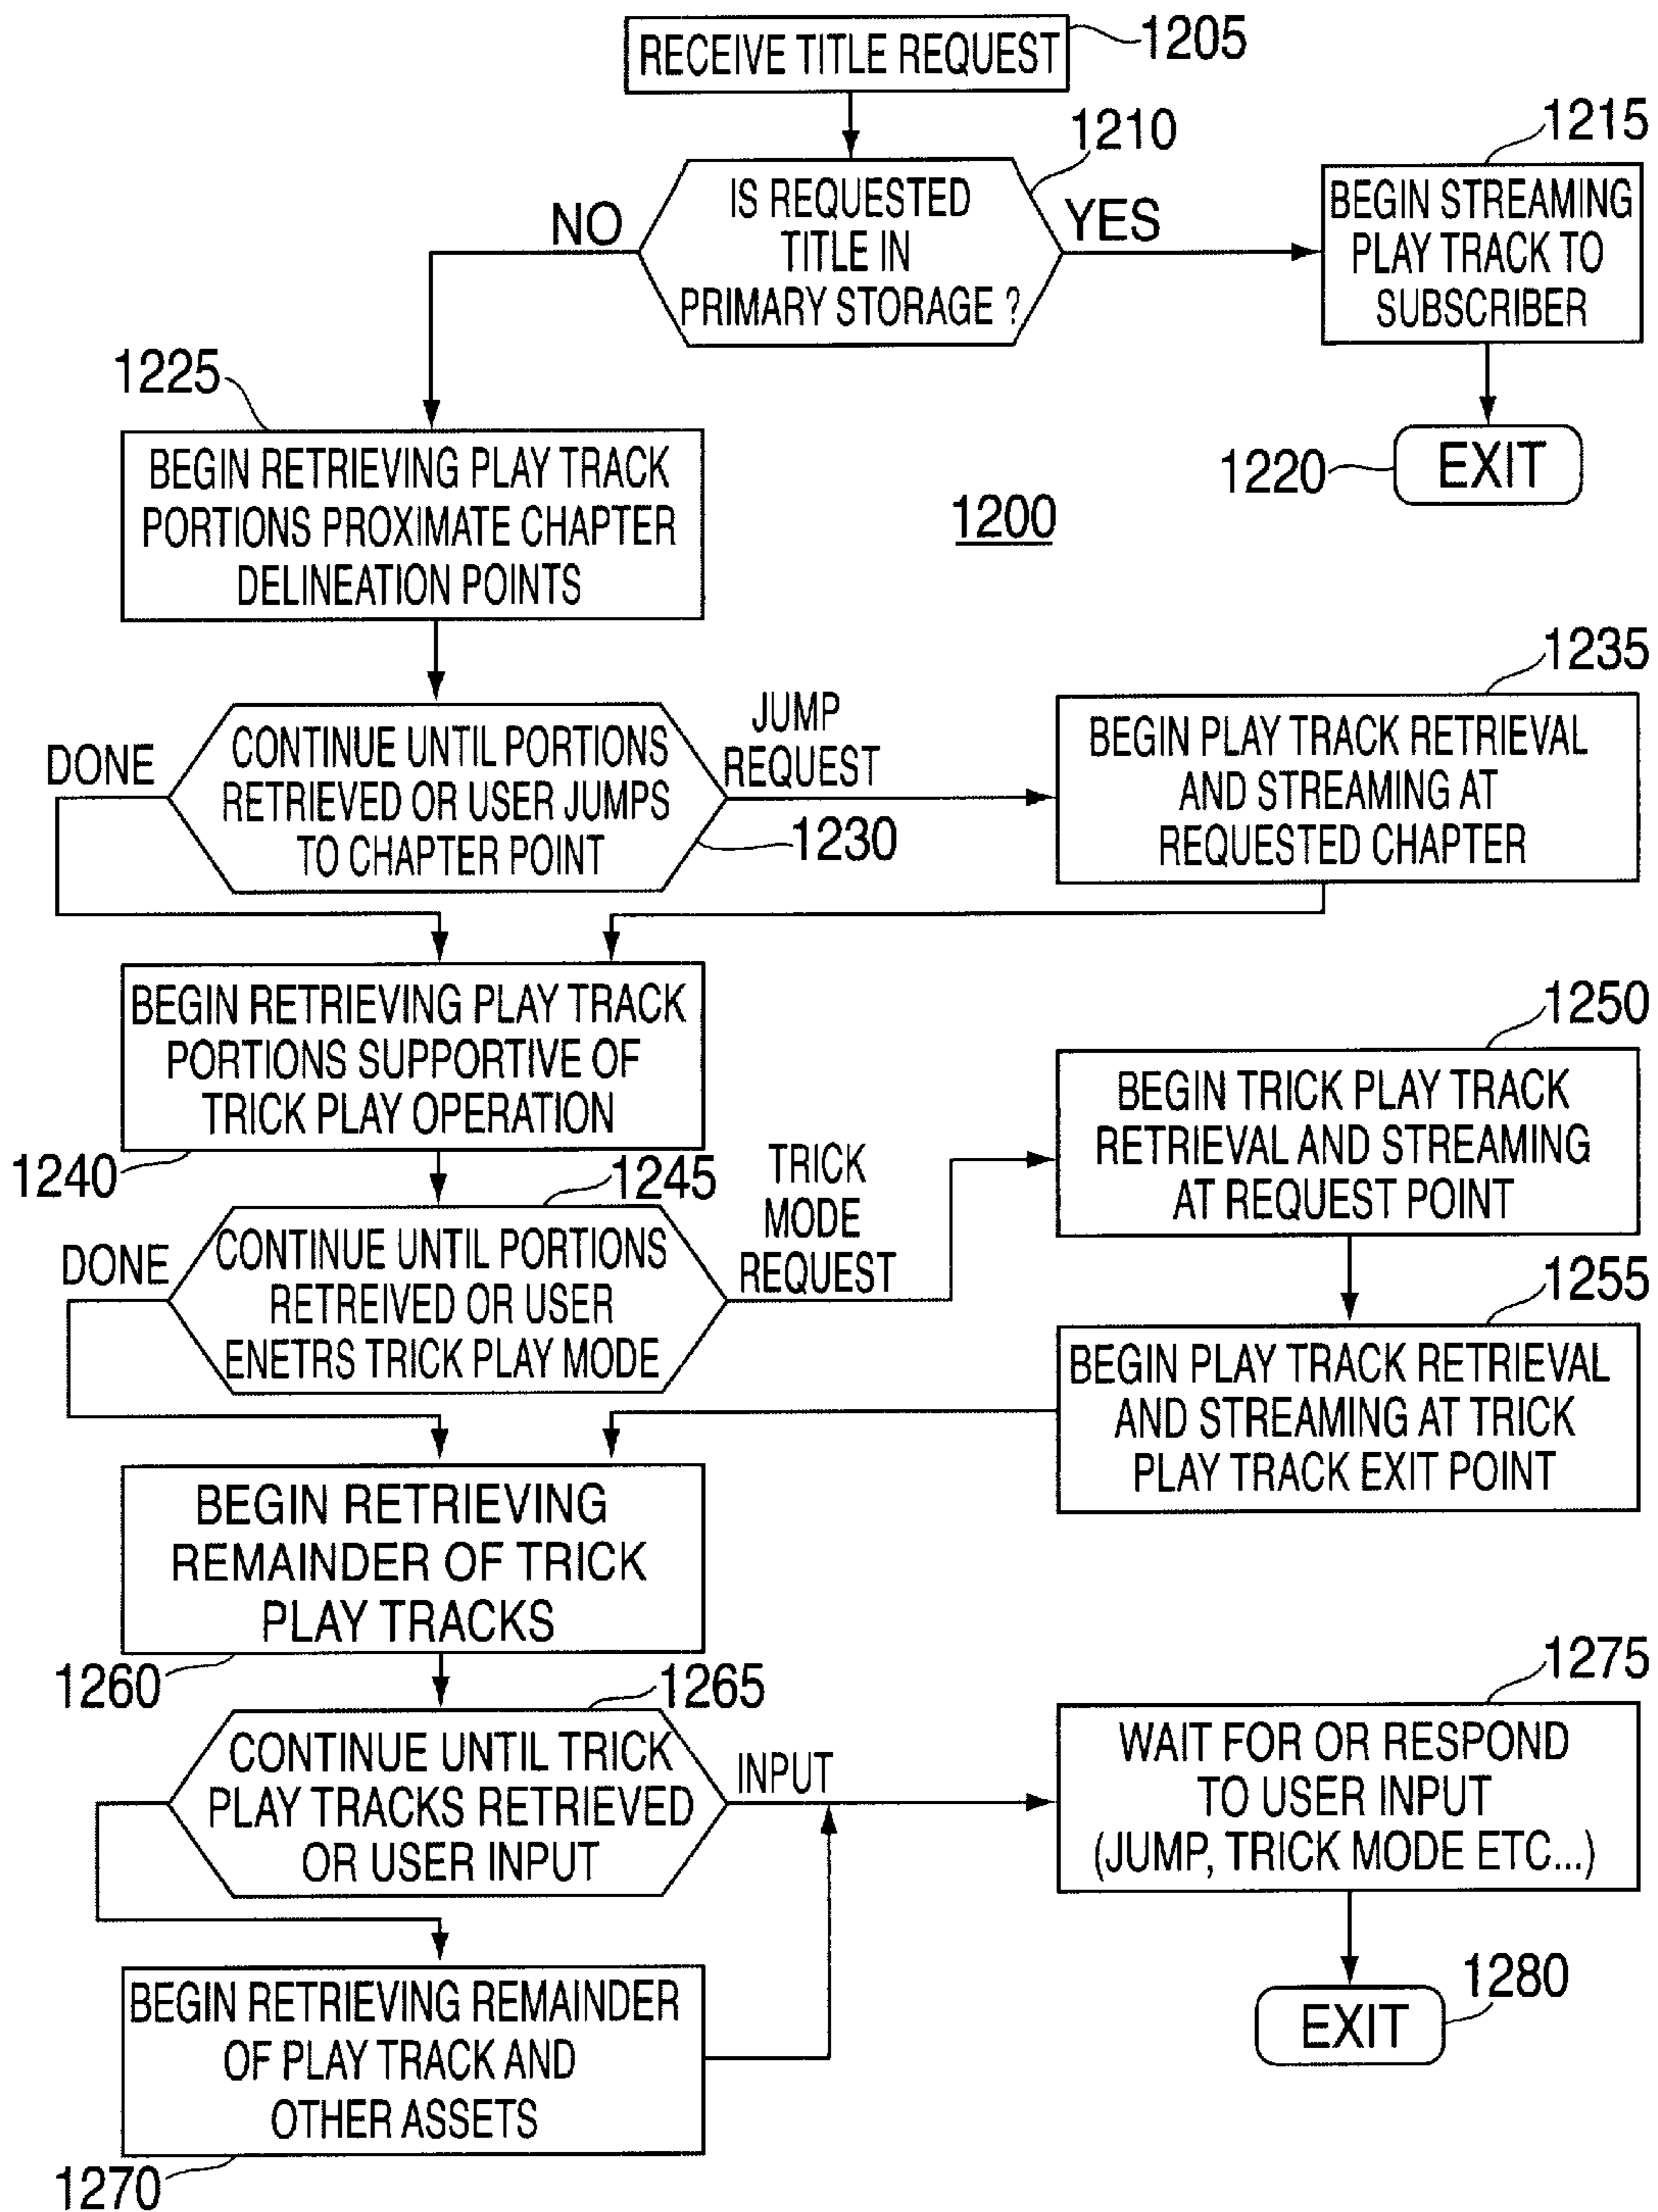 RECEIVE TITLE REQUEST
1205
1210
IS REQUESTED
TITLE IN
PRIMARY STORAGE ?
NO
YES
1215
BEGIN STREAMING
PLAY TRACK TO
SUBSCRIBER
1220
EXIT
1200
1225
BEGIN RETRIEVING PLAY TRACK
PORTIONS PROXIMATE CHAPTER
DELINEATION POINTS
DONE
CONTINUE UNTIL PORTIONS
RETRIEVED OR USER JUMPS
TO CHAPTER POINT
1230
JUMP
REQUEST
1235
BEGIN PLAY TRACK RETRIEVAL
AND STREAMING AT
REQUESTED CHAPTER
BEGIN RETRIEVING PLAY TRACK
PORTIONS SUPPORTIVE OF
TRICK PLAY OPERATION
1240
1245
DONE
CONTINUE UNTIL PORTIONS
RETREIVED OR USER
ENETRS TRICK PLAY MODE
TRICK
MODE
REQUEST
1250
BEGIN TRICK PLAY TRACK
RETRIEVAL AND STREAMING
AT REQUEST POINT
1255
BEGIN PLAY TRACK RETRIEVAL
AND STREAMING AT TRICK
PLAY TRACK EXIT POINT
BEGIN RETRIEVING
REMAINDER OF TRICK
PLAY TRACKS
1260
1265
CONTINUE UNTIL TRICK
PLAY TRACKS RETRIEVED
OR USER INPUT
INPUT
1275
WAIT FOR OR RESPOND
TO USER INPUT
(JUMP, TRICK MODE ETC...)
BEGIN RETRIEVING REMAINDER
OF PLAY TRACK AND
OTHER ASSETS
1270
1280
EXIT